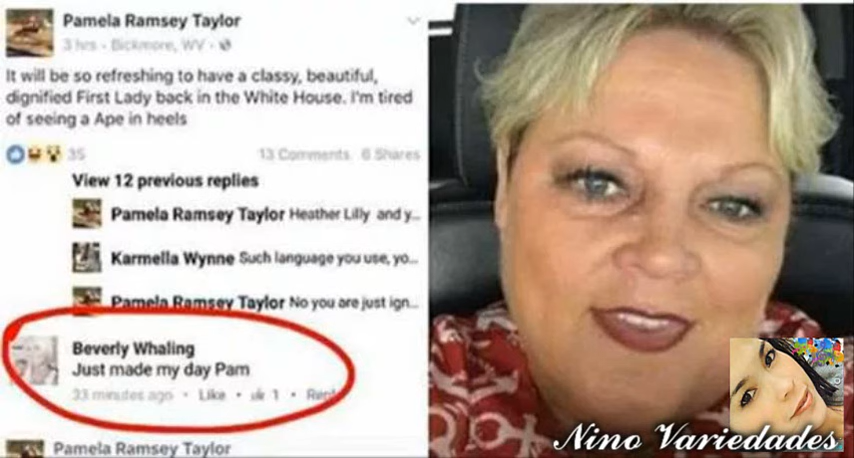 Pamela Ramsey Taylor
3 hrs · Bickmore, WV ·
It will be so refreshing to have a classy, beautiful,
dignified First Lady back in the White House. I'm tired
of seeing a Ape in heels
35
13 Comments 6 Shares
View 12 previous replies
Pamela Ramsey Taylor Heather Lilly and y...
Karmella Wynne Such language you use, yo...
Pamela Ramsey Taylor No you are just ign...
Beverly Whaling
Just made my day Pam
33 minutes ago · Like · 1 · Reply
Pamela Ramsey Taylor
Nino Variedades